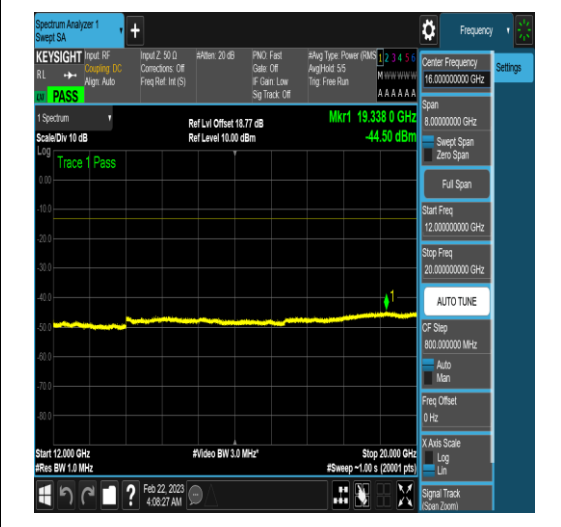 Spectrum Analyzer 1
Swept SA
Frequency
KEYSIGHT
RL
PASS
Input: RF
Coupling: DC
Align: Auto
Input Z: 50 Ω
Corrections: Off
Freq Ref: Int (S)
#Atten: 20 dB
PNO: Fast
Gate: Off
IF Gain: Low
Sig Track: Off
#Avg Type: Power (RMS
Avg|Hold: 5/5
Trig: Free Run
1 2 3 4 5 6
M W W W W W
A A A A A A
1 Spectrum
Scale/Div 10 dB
Ref Lvl Offset 18.77 dB
Ref Level 10.00 dBm
Mkr1 19.338 0 GHz
-44.50 dBm
Log
Trace 1 Pass
0.00
-10.0
-20.0
-30.0
-40.0
-50.0
-60.0
-70.0
-80.0
1
Start 12.000 GHz
#Res BW 1.0 MHz
#Video BW 3.0 MHz*
Stop 20.000 GHz
#Sweep ~1.00 s (20001 pts)
Feb 22, 2023
4:08:27 AM
Center Frequency
16.000000000 GHz
Span
8.00000000 GHz
Swept Span
Zero Span
Full Span
Start Freq
12.000000000 GHz
Stop Freq
20.000000000 GHz
AUTO TUNE
CF Step
800.000000 MHz
Auto
Man
Freq Offset
0 Hz
X Axis Scale
Log
Lin
Signal Track
(Span Zoom)
Settings